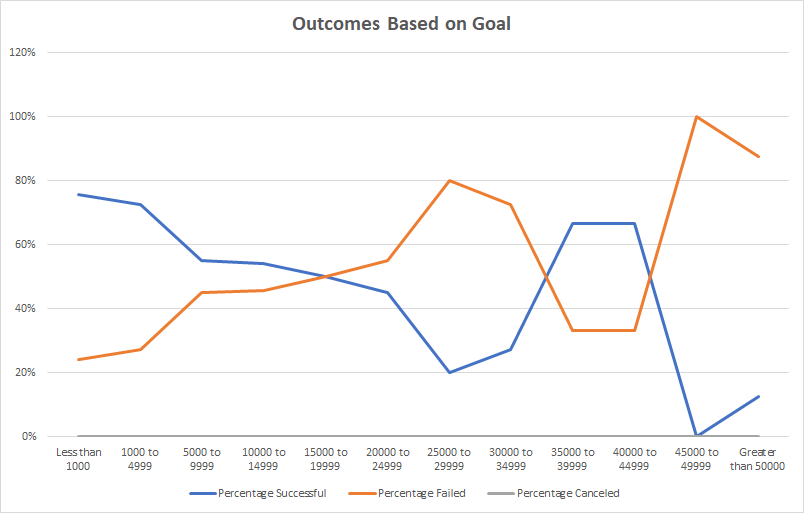 Outcomes Based on Goal
120%
100%
80%
60%
40%
20%
0%
Less than
1000
1000 to
4999
5000 to
9999
10000 to
14999
15000 to
19999
20000 to
24999
25000 to
29999
30000 to
34999
35000 to
39999
40000 to
44999
45000 to
49999
Greater
than 50000
Percentage Successful
Percentage Failed
Percentage Canceled